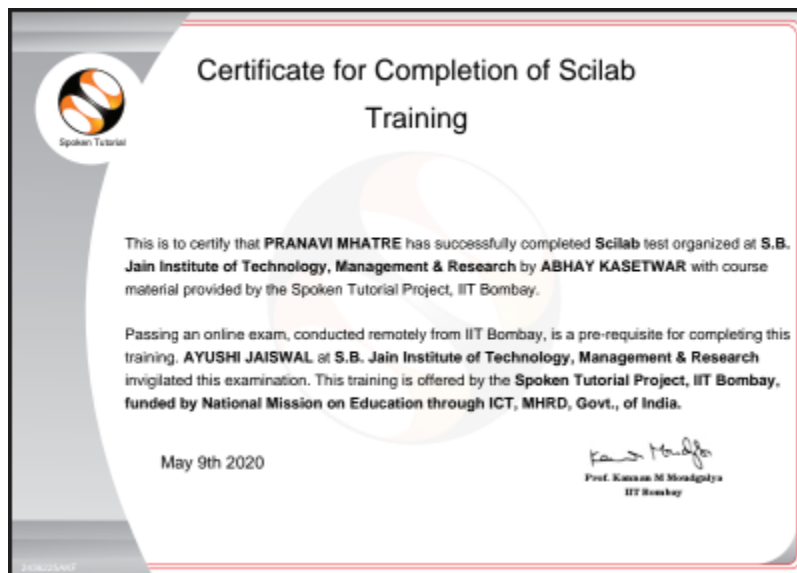 Certificate for Completion of Scilab
Training
Spoken Tutorial
This is to certify that PRANAVI MHATRE has successfully completed Scilab test organized at S.B.
Jain Institute of Technology, Management & Research by ABHAY KASETWAR with course
material provided by the Spoken Tutorial Project, IIT Bombay.
Passing an online exam, conducted remotely from IIT Bombay, is a pre-requisite for completing this
training. AYUSHI JAISWAL at S.B. Jain Institute of Technology, Management & Research
invigilated this examination. This training is offered by the Spoken Tutorial Project, IIT Bombay,
funded by National Mission on Education through ICT, MHRD, Govt., of India.
May 9th 2020
Prof. Kannan M Moudgalya
IIT Bombay